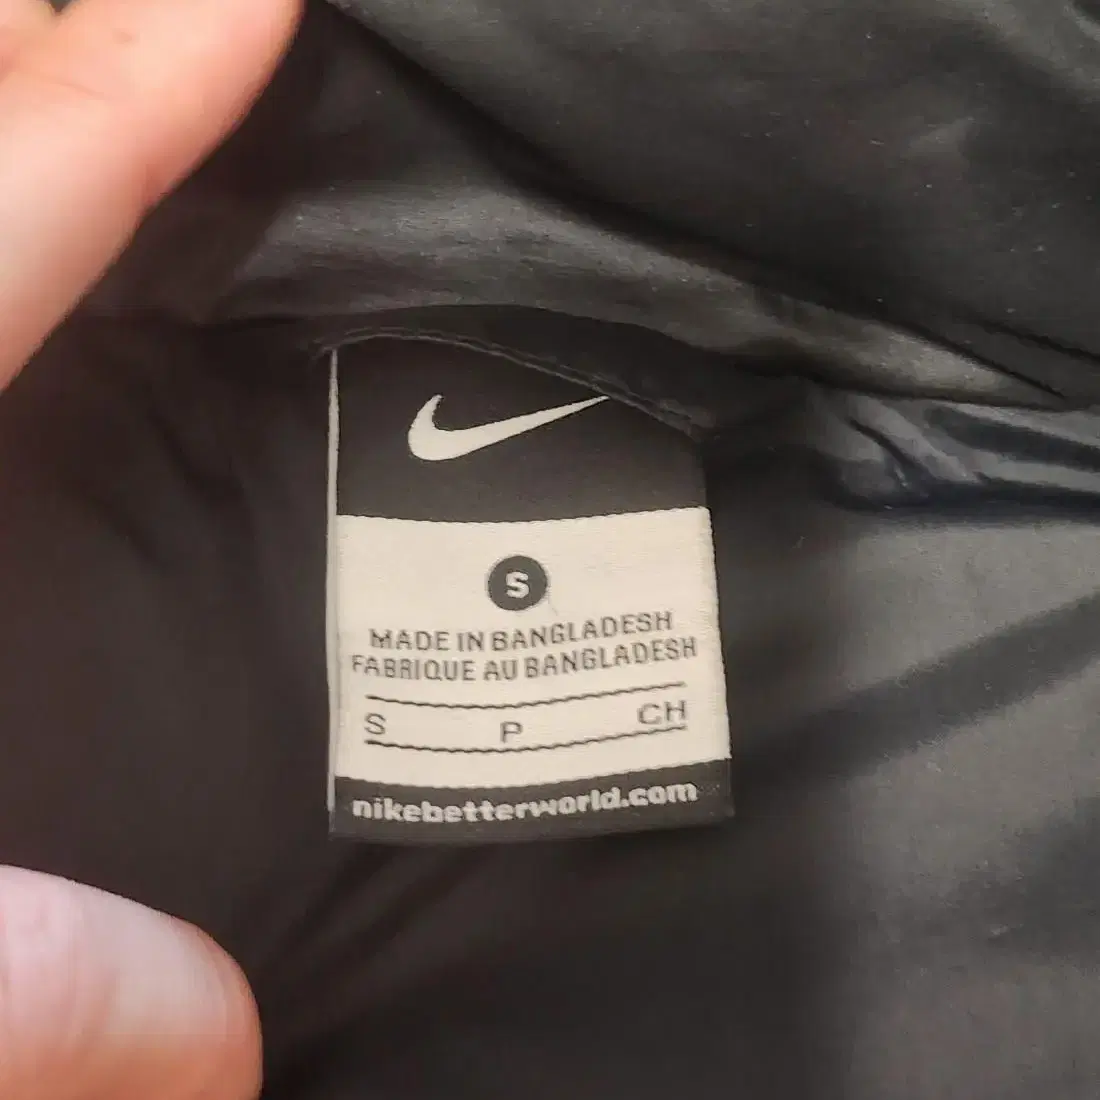 S
MADE IN BANGLADESH
FABRIQUE AU BANGLADESH
S P CH
nikebetterworld.com